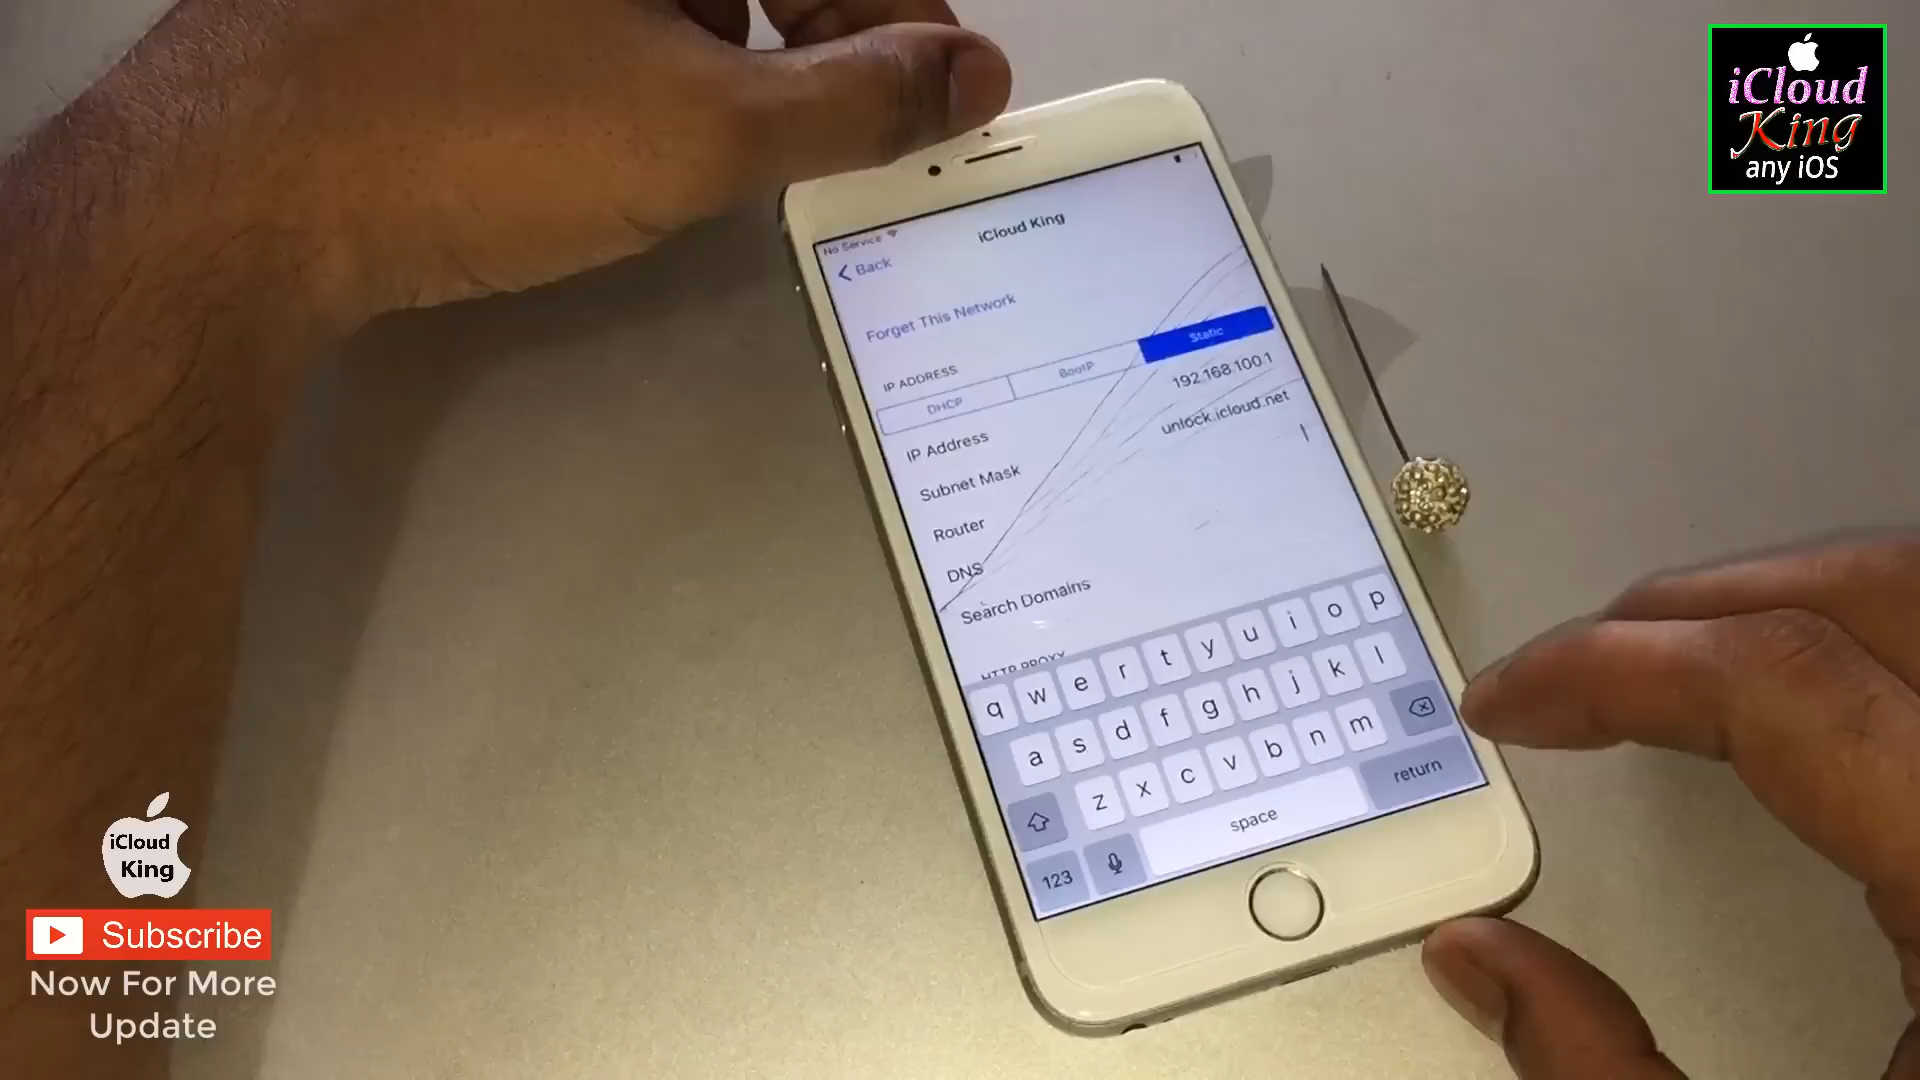 iCloud
King
any iOS
No Service
iCloud King
Back
Forget This Network
IP ADDRESS
DHCP
BootP
Static
IP Address
192.168.100.1
Subnet Mask
unlock.icloud.net
Router
DNS
Search Domains
HTTP PROXY
q w e r t y u i o p
a s d f g h j k l
z x c v b n m
123
space
return
iCloud
King
Subscribe
Now For More
Update